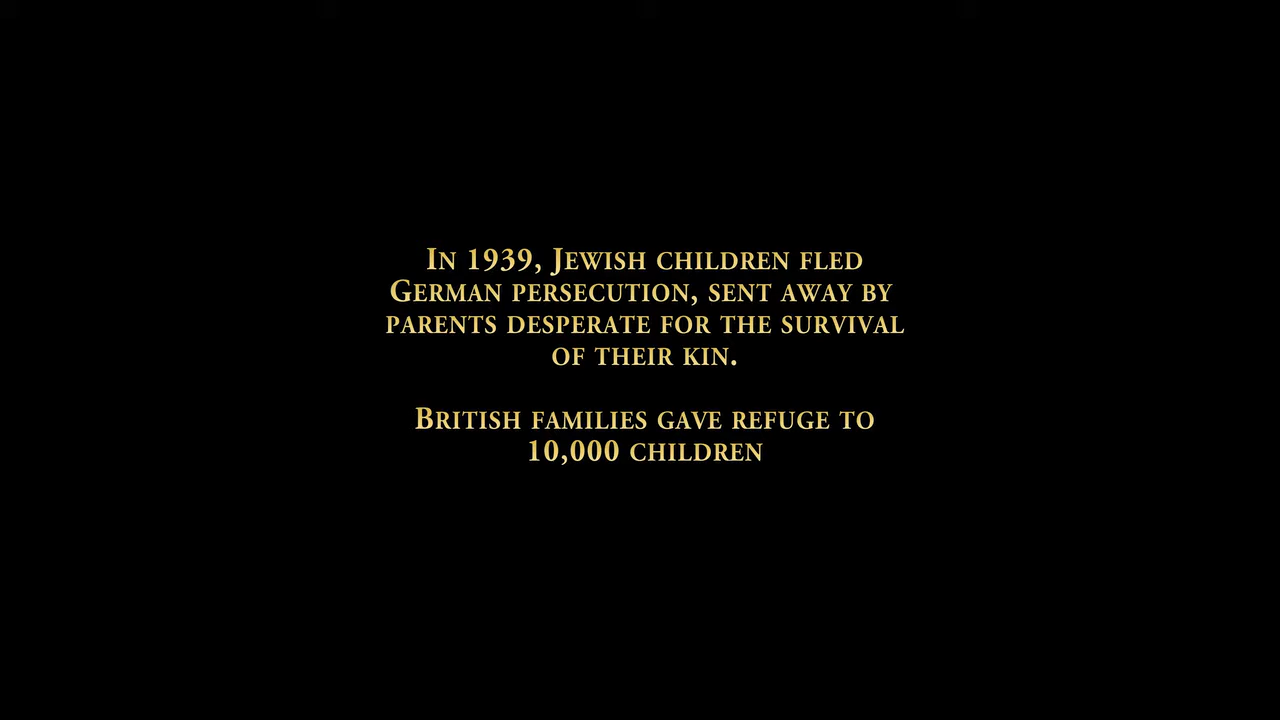 In 1939, Jewish children fled
German persecution, sent away by
parents desperate for the survival
of their kin.
British families gave refuge to
10,000 children